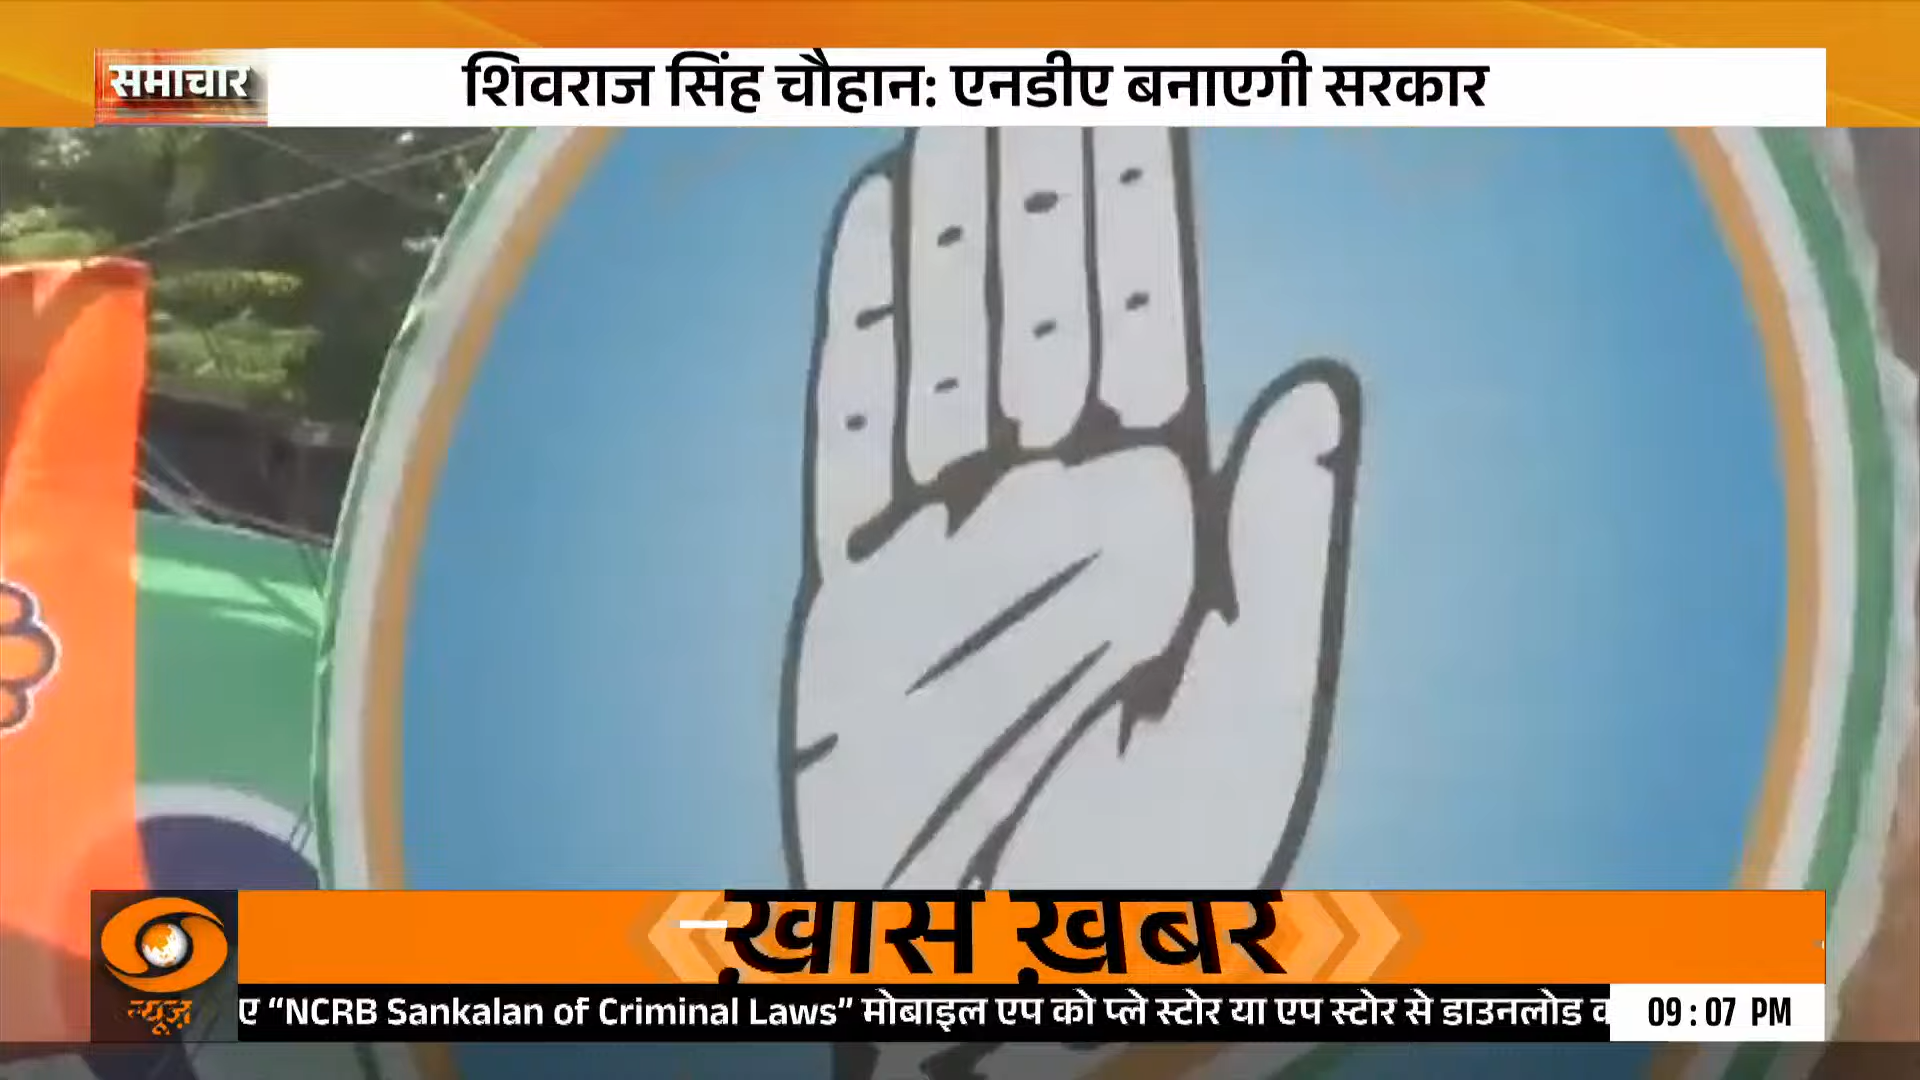 समाचार
शिवराज सिंह चौहान: एनडीए बनाएगी सरकार
ख़ास ख़बर
न्यूज़
ए “NCRB Sankalan of Criminal Laws” मोबाइल एप को प्ले स्टोर या एप स्टोर से डाउनलोड
09 : 07 PM